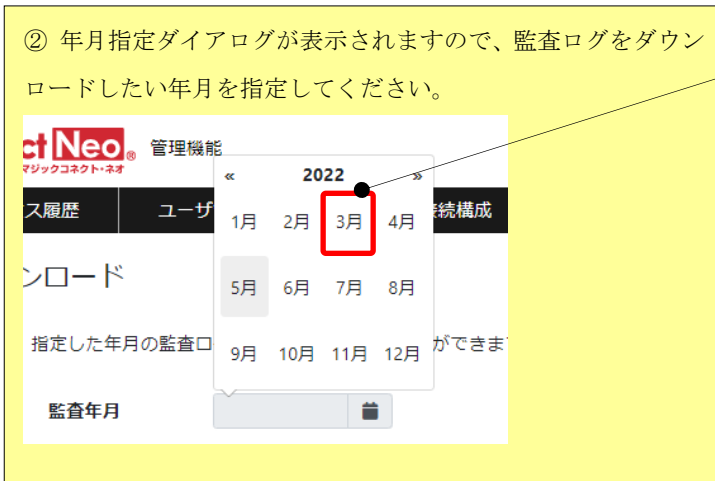 ② 年月指定ダイアログが表示されますので、監査ログをダウン
ロードしたい年月を指定してください。
ct Neo® 管理機能
マジックコネクト・ネオ
« 2022 »
ス履歴 ユーザ 続構成
1月 2月 3月 4月
ンロード
5月 6月 7月 8月
指定した年月の監査ロ ができま
9月 10月 11月 12月
監査年月